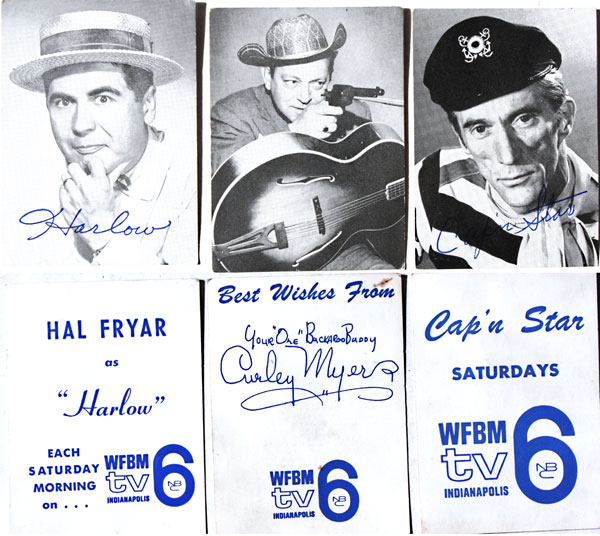 Harlow
Cap'n Star
HAL FRYAR
as
"Harlow"
EACH
SATURDAY
MORNING
on . . .
WFBM
tv
INDIANAPOLIS
6
NBC
Best Wishes From
Your "Ole" Buckaroo Buddy
Curley Myers
WFBM
tv
INDIANAPOLIS
6
NBC
Cap'n Star
SATURDAYS
WFBM
tv
INDIANAPOLIS
6
NBC